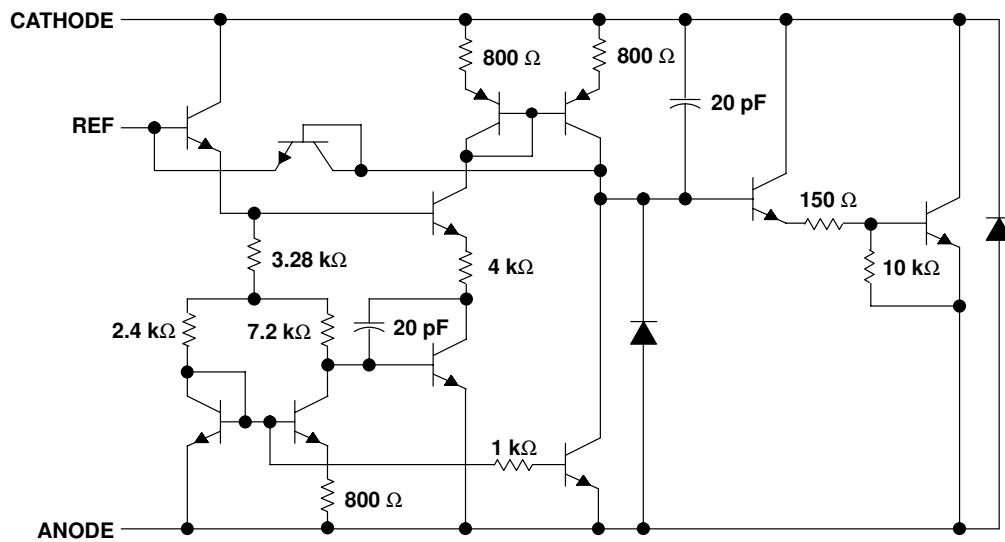 CATHODE
800 Ω
800 Ω
20 pF
REF
150 Ω
3.28 kΩ
4 kΩ
10 kΩ
2.4 kΩ
7.2 kΩ
20 pF
1 kΩ
800 Ω
ANODE